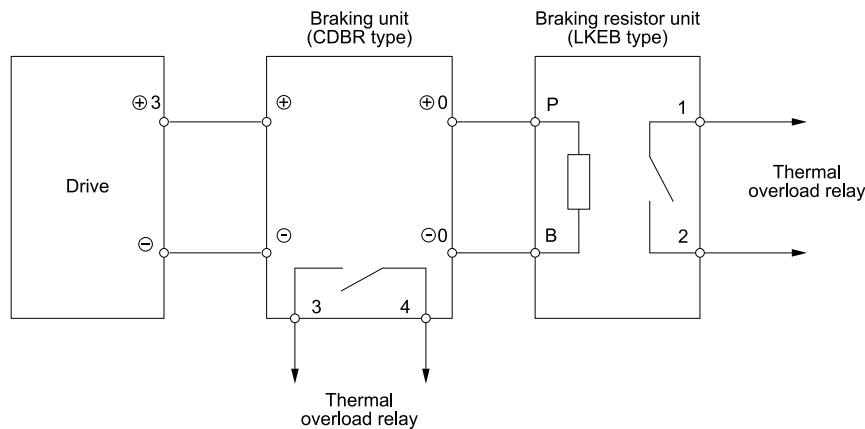 Braking unit
(CDBR type)
Braking resistor unit
(LKEB type)
⊕3
⊕
⊕0
P
1
Drive
Thermal
overload relay
⊖
⊖
⊖0
B
2
3
4
Thermal
overload relay